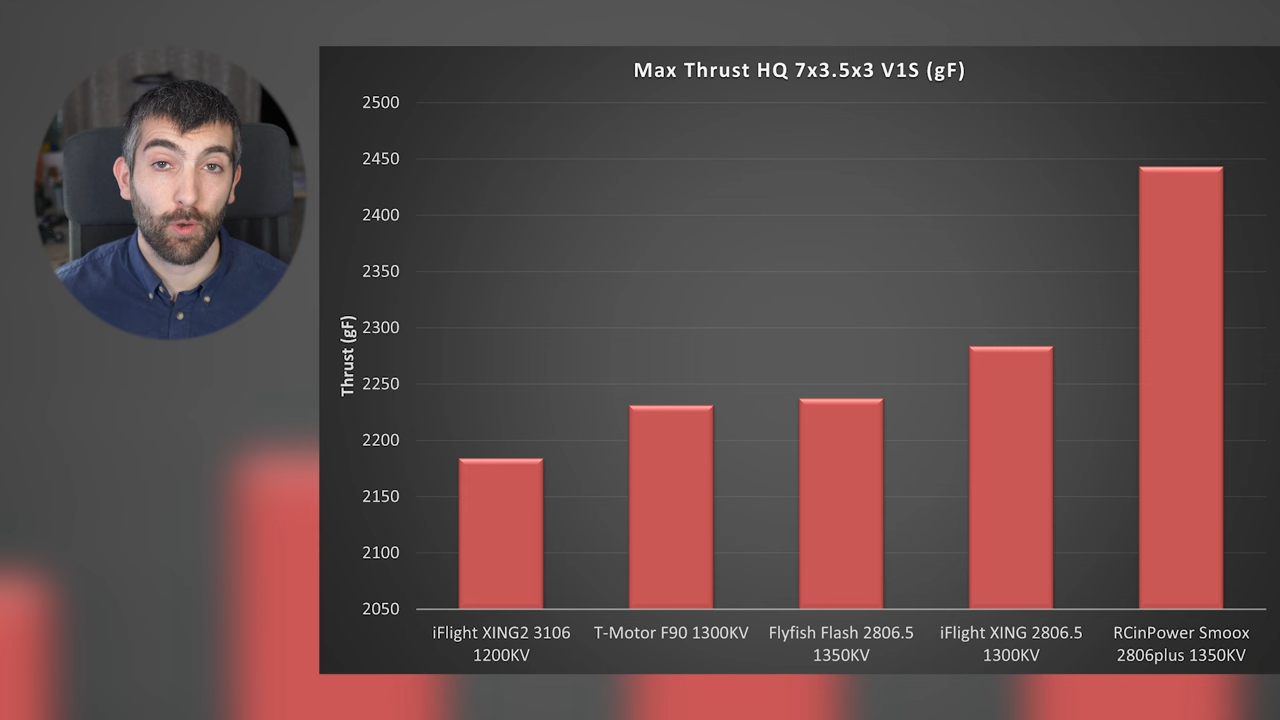 Max Thrust HQ 7x3.5x3 V1S (gF)
2500
2450
2400
2350
2300
2250
2200
2150
2100
2050
Thrust (gF)
iFlight XING2 3106
1200KV
T-Motor F90 1300KV
Flyfish Flash 2806.5
1350KV
iFlight XING 2806.5
1300KV
RCinPower Smoox
2806plus 1350KV